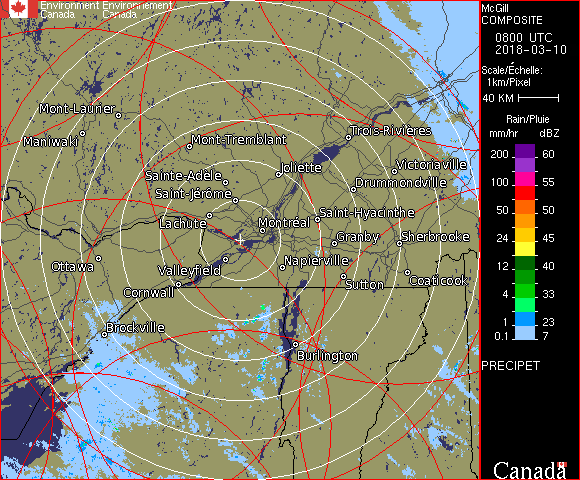 Environment Environnement
Canada Canada
McGill
COMPOSITE
0800 UTC
2018-03-10
Scale/Échelle:
1km/Pixel
40 KM
Rain/Pluie
mm/hr dBZ
200 60
150 57
100 55
50 50
24 45
12 40
4 33
1 23
0.1 7
PRECIPET
Canada
Mont-Laurier
Maniwaki
Mont-Tremblant
Trois-Rivières
Sainte-Adèle
Joliette
Victoriaville
Saint-Jérôme
Drummondville
Lachute
Montréal
Saint-Hyacinthe
Granby
Sherbrooke
Ottawa
Valleyfield
Napierville
Cornwall
Sutton
Coaticook
Brockville
Burlington